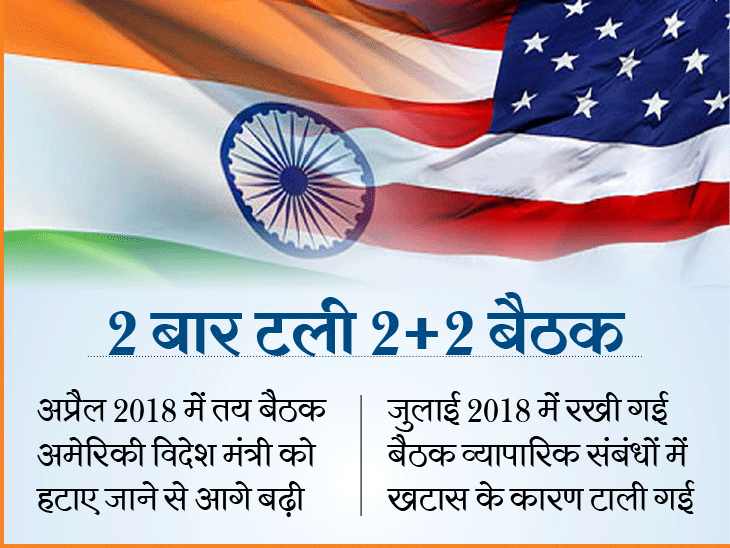 2 बार टली 2+2 बैठक
अप्रैल 2018 में तय बैठक
अमेरिकी विदेश मंत्री को
हटाए जाने से आगे बढ़ी
जुलाई 2018 में रखी गई
बैठक व्यापारिक संबंधों में
खटास के कारण टाली गई